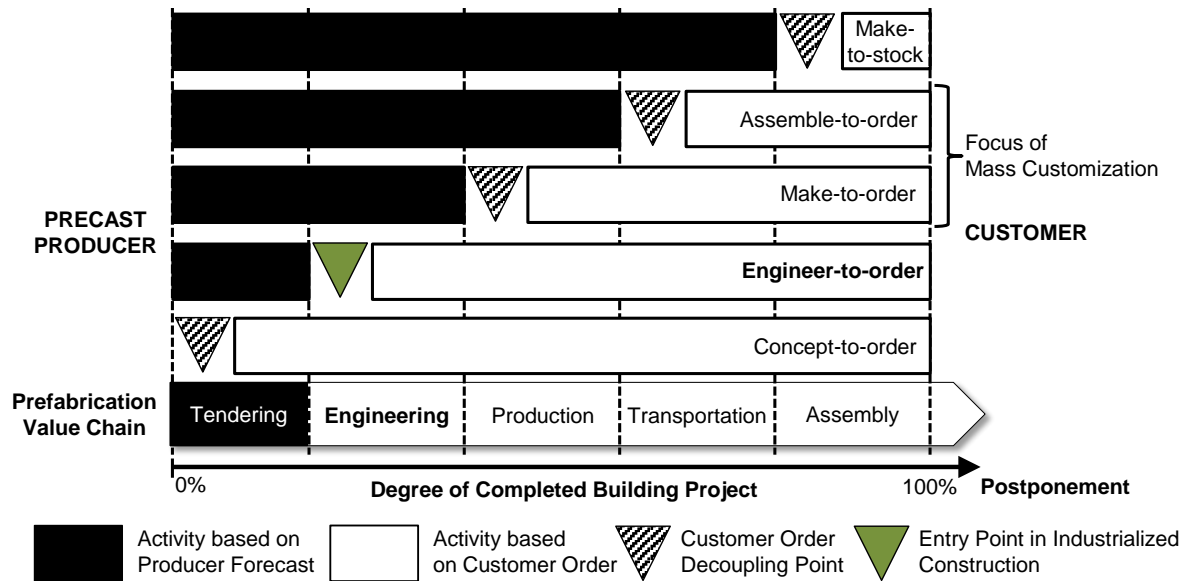 Make-
to-stock
Assemble-to-order
Focus of
Mass Customization
Make-to-order
PRECAST
PRODUCER
CUSTOMER
Engineer-to-order
Concept-to-order
Prefabrication
Value Chain
Tendering
Engineering
Production
Transportation
Assembly
0%
Degree of Completed Building Project
100%
Postponement
Activity based on
Producer Forecast
Activity based
on Customer Order
Customer Order
Decoupling Point
Entry Point in Industrialized
Construction